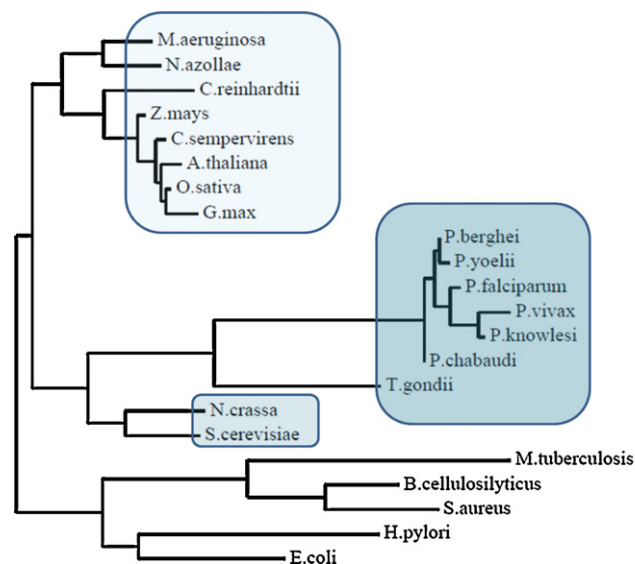 M.aeruginosa
N.azollae
C.reinhardtii
Z.mays
C.sempervirens
A.thaliana
O.sativa
G.max
P.berghei
P.yoelii
P.falciparum
P.vivax
P.knowlesi
P.chabaudi
T.gondii
N.crassa
S.cerevisiae
M.tuberculosis
B.cellulosilyticus
S.aureus
H.pylori
E.coli